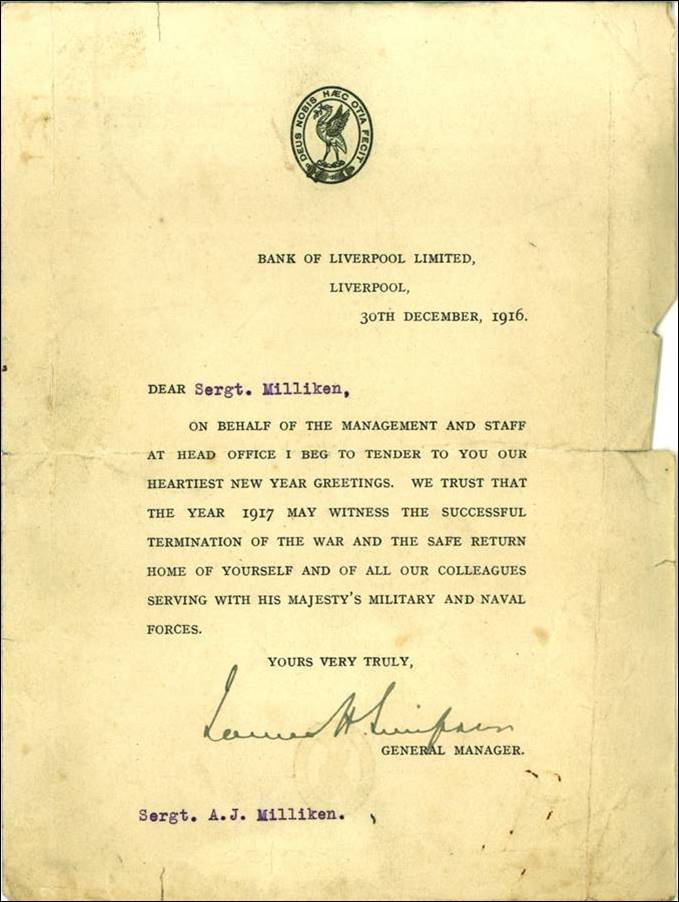 DEUS NOBIS HÆC OTIA FECIT
BANK OF LIVERPOOL LIMITED,
LIVERPOOL,
30TH DECEMBER, 1916.
DEAR Sergt. Milliken,
ON BEHALF OF THE MANAGEMENT AND STAFF
AT HEAD OFFICE I BEG TO TENDER TO YOU OUR
HEARTIEST NEW YEAR GREETINGS. WE TRUST THAT
THE YEAR 1917 MAY WITNESS THE SUCCESSFUL
TERMINATION OF THE WAR AND THE SAFE RETURN
HOME OF YOURSELF AND OF ALL OUR COLLEAGUES
SERVING WITH HIS MAJESTY'S MILITARY AND NAVAL
FORCES.
YOURS VERY TRULY,
James H. Simpson
GENERAL MANAGER.
Sergt. A.J. Milliken.